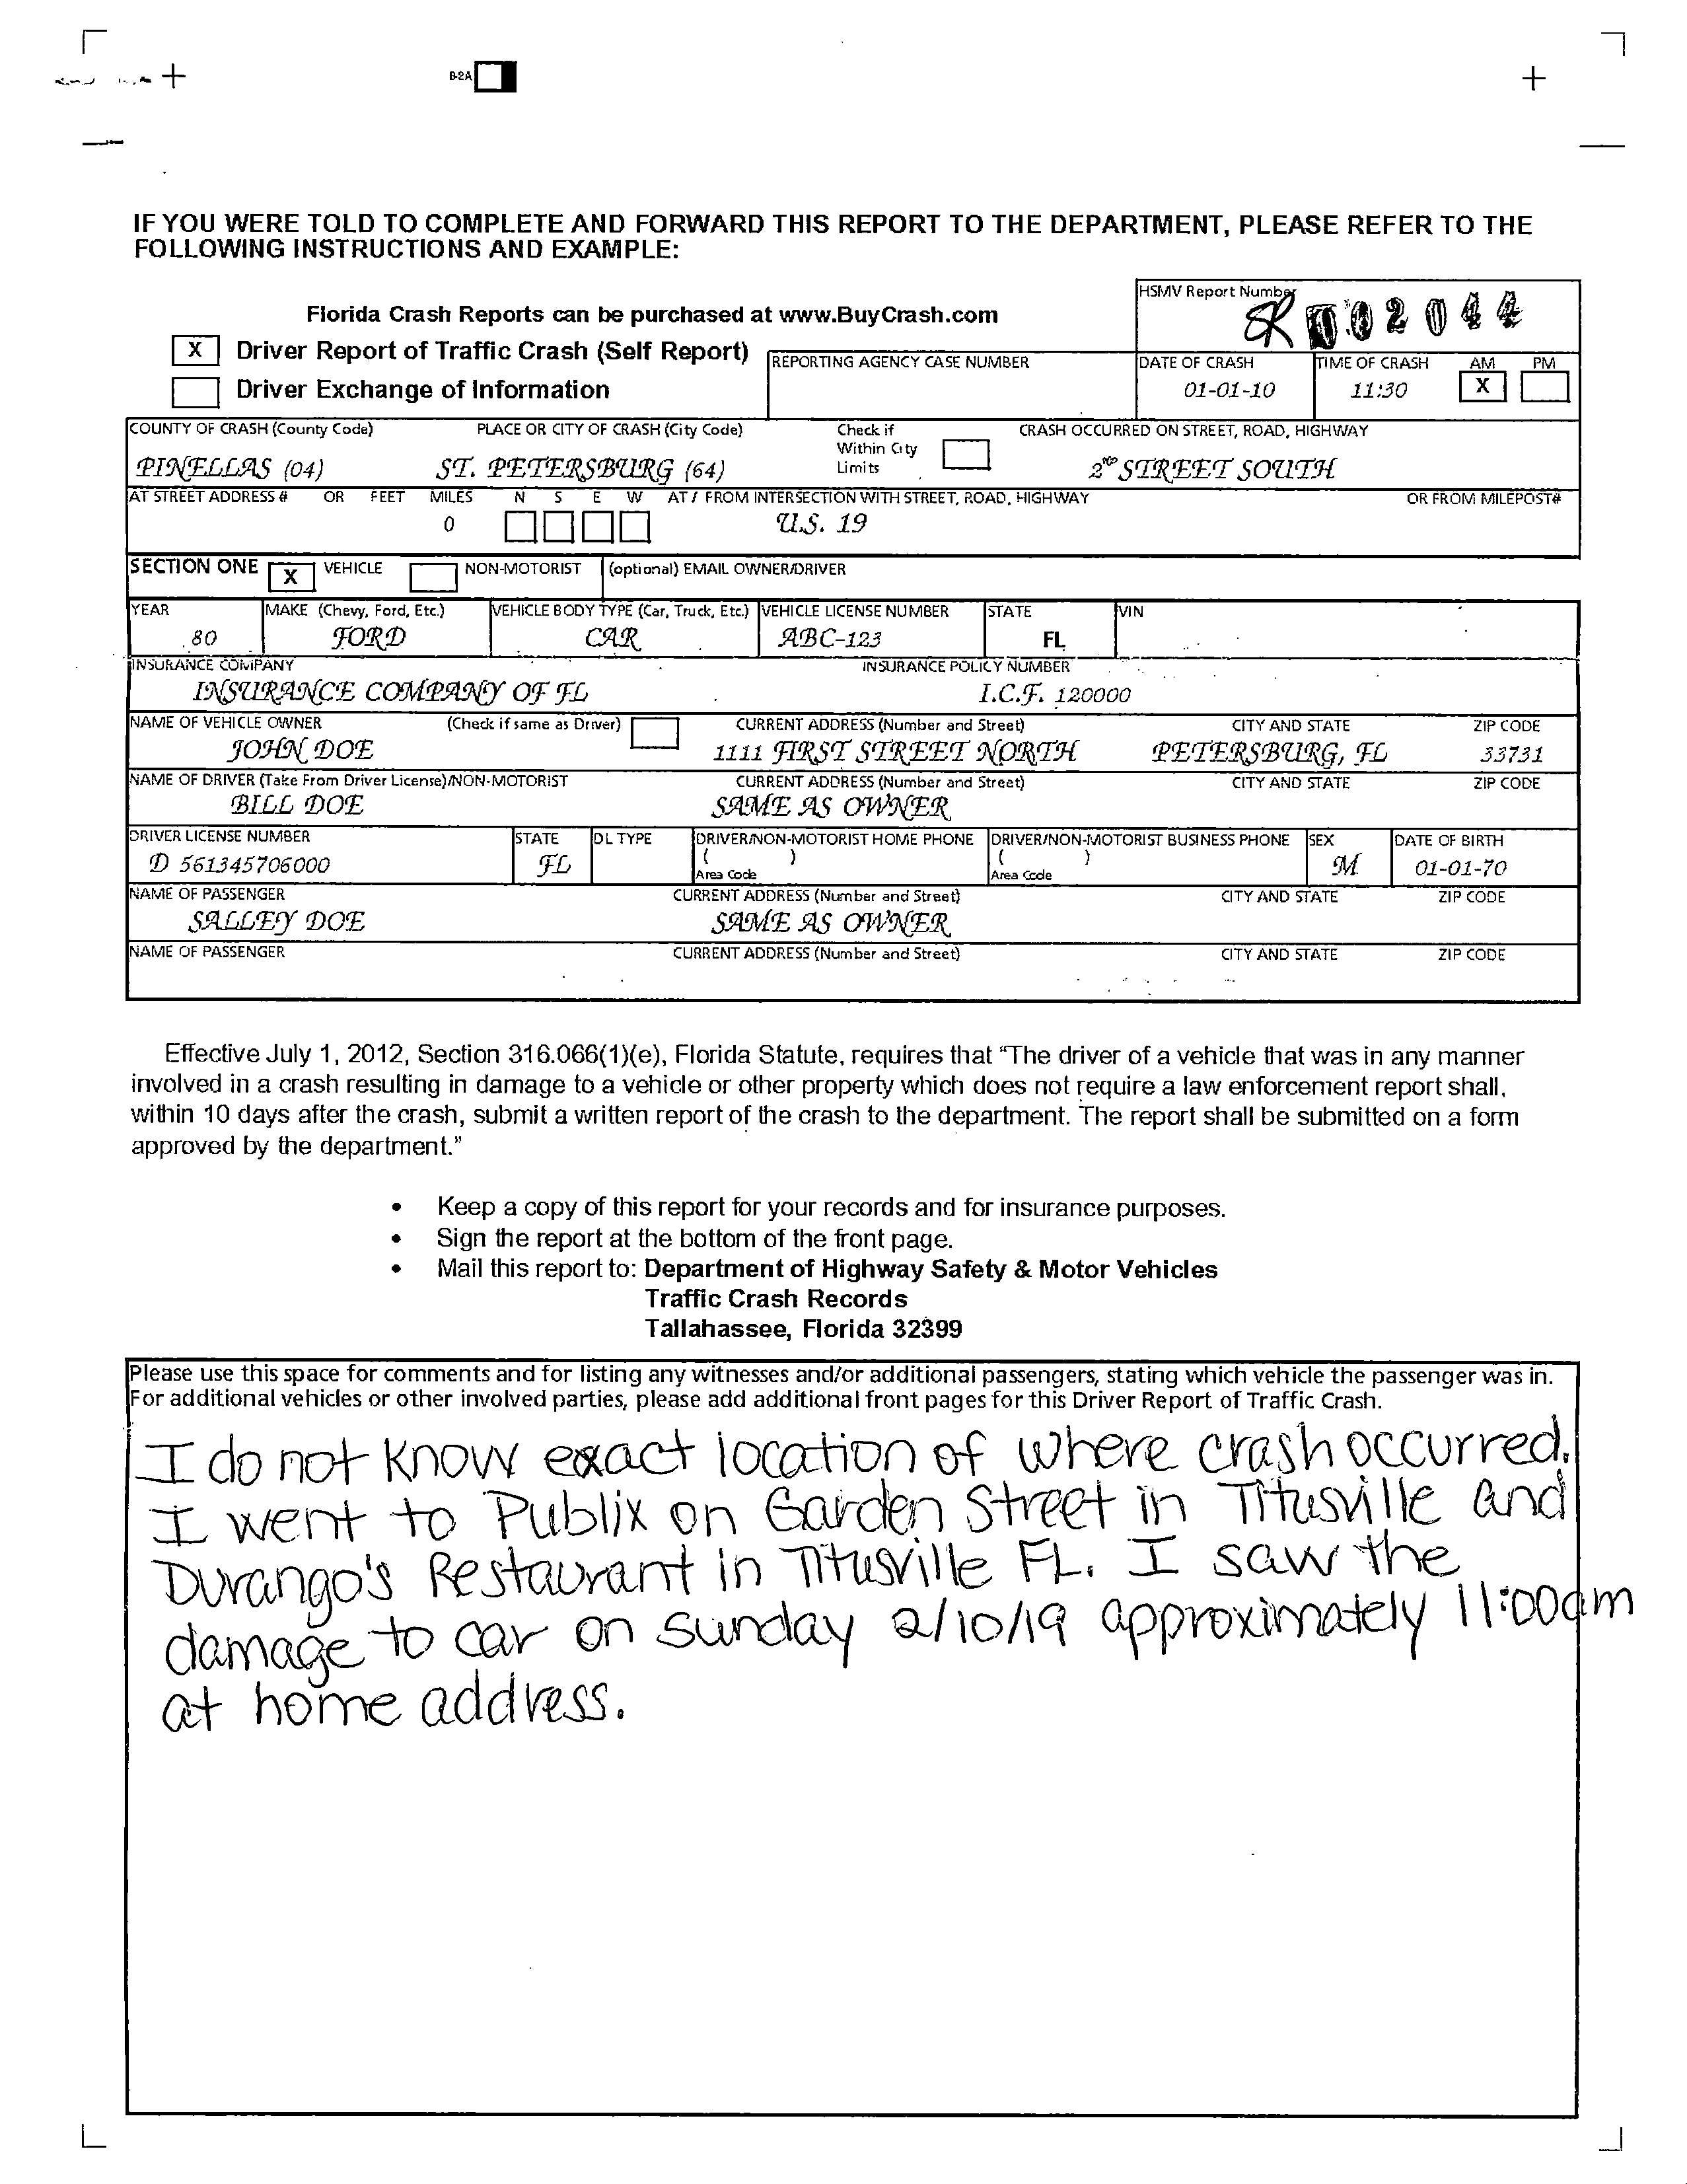 B-2A
IF YOU WERE TOLD TO COMPLETE AND FORWARD THIS REPORT TO THE DEPARTMENT, PLEASE REFER TO THE
FOLLOWING INSTRUCTIONS AND EXAMPLE:
HSMV Report Number
02044
Florida Crash Reports can be purchased at www.BuyCrash.com
X Driver Report of Traffic Crash (Self Report)
Driver Exchange of Information
REPORTING AGENCY CASE NUMBER
DATE OF CRASH TIME OF CRASH AM PM
01-01-10 11:30 X
COUNTY OF CRASH (County Code) PLACE OR CITY OF CRASH (City Code) Check if Within City Limits CRASH OCCURRED ON STREET, ROAD, HIGHWAY
PINELLAS (04) ST. PETERSBURG (64) 2ND STREET SOUTH
AT STREET ADDRESS # OR FEET MILES N S E W AT / FROM INTERSECTION WITH STREET, ROAD, HIGHWAY OR FROM MILEPOST#
0 U.S. 19
SECTION ONE X VEHICLE NON-MOTORIST (optional) EMAIL OWNER/DRIVER
YEAR MAKE (Chevy, Ford, Etc.) VEHICLE BODY TYPE (Car, Truck, Etc.) VEHICLE LICENSE NUMBER STATE VIN
80 FORD CAR ABC-123 FL
INSURANCE COMPANY INSURANCE POLICY NUMBER
INSURANCE COMPANY OF FL I.C.F. 120000
NAME OF VEHICLE OWNER (Check if same as Driver) CURRENT ADDRESS (Number and Street) CITY AND STATE ZIP CODE
JOHN DOE 1111 FIRST STREET NORTH PETERSBURG, FL 33731
NAME OF DRIVER (Take From Driver License)/NON-MOTORIST CURRENT ADDRESS (Number and Street) CITY AND STATE ZIP CODE
BILL DOE SAME AS OWNER
DRIVER LICENSE NUMBER STATE DL TYPE DRIVER/NON-MOTORIST HOME PHONE DRIVER/NON-MOTORIST BUSINESS PHONE SEX DATE OF BIRTH
D 561345706000 FL ( ) Area Code ( ) Area Code M 01-01-70
NAME OF PASSENGER CURRENT ADDRESS (Number and Street) CITY AND STATE ZIP CODE
SALLEY DOE SAME AS OWNER
NAME OF PASSENGER CURRENT ADDRESS (Number and Street) CITY AND STATE ZIP CODE
Effective July 1, 2012, Section 316.066(1)(e), Florida Statute, requires that “The driver of a vehicle that was in any manner
involved in a crash resulting in damage to a vehicle or other property which does not require a law enforcement report shall,
within 10 days after the crash, submit a written report of the crash to the department. The report shall be submitted on a form
approved by the department.”
• Keep a copy of this report for your records and for insurance purposes.
• Sign the report at the bottom of the front page.
• Mail this report to: Department of Highway Safety & Motor Vehicles
Traffic Crash Records
Tallahassee, Florida 32399
Please use this space for comments and for listing any witnesses and/or additional passengers, stating which vehicle the passenger was in.
For additional vehicles or other involved parties, please add additional front pages for this Driver Report of Traffic Crash.
I do not know exact location of where crash occurred.
I went to Publix on Garden Street in Titusville and
Durango's Restaurant in Titusville FL. I saw the
damage to car on Sunday 2/10/19 approximately 11:00am
at home address.